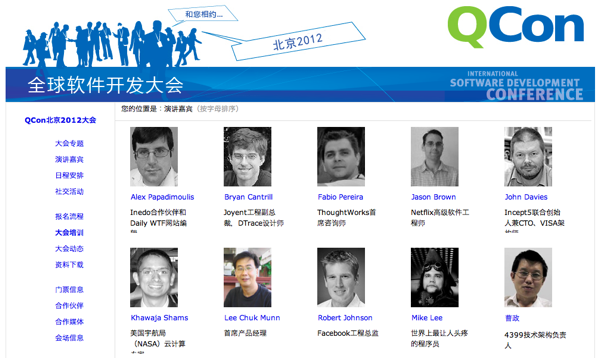 和您相约...
北京2012
QCon
全球软件开发大会
INTERNATIONAL
SOFTWARE DEVELOPMENT
CONFERENCE
QCon北京2012大会
大会专题
演讲嘉宾
日程安排
社交活动
报名流程
大会培训
大会动态
资料下载
门票信息
合作伙伴
合作媒体
会场信息
您的位置是：演讲嘉宾 （按字母排序）
Alex Papadimoulis
Inedo合伙伙伴和
Daily WTF网站编
Bryan Cantrill
Joyent工程副总
裁，DTrace设计师
Fabio Pereira
ThoughtWorks首
席咨询师
Jason Brown
Netflix高级软件工
程师
John Davies
Incept5联合创始
人兼CTO、VISA架
Khawaja Shams
美国宇航局
（NASA）云计算
Lee Chuk Munn
首席产品经理
Robert Johnson
Facebook工程总监
Mike Lee
世界上最让人头疼
的程序员
曹政
4399技术架构负责
人